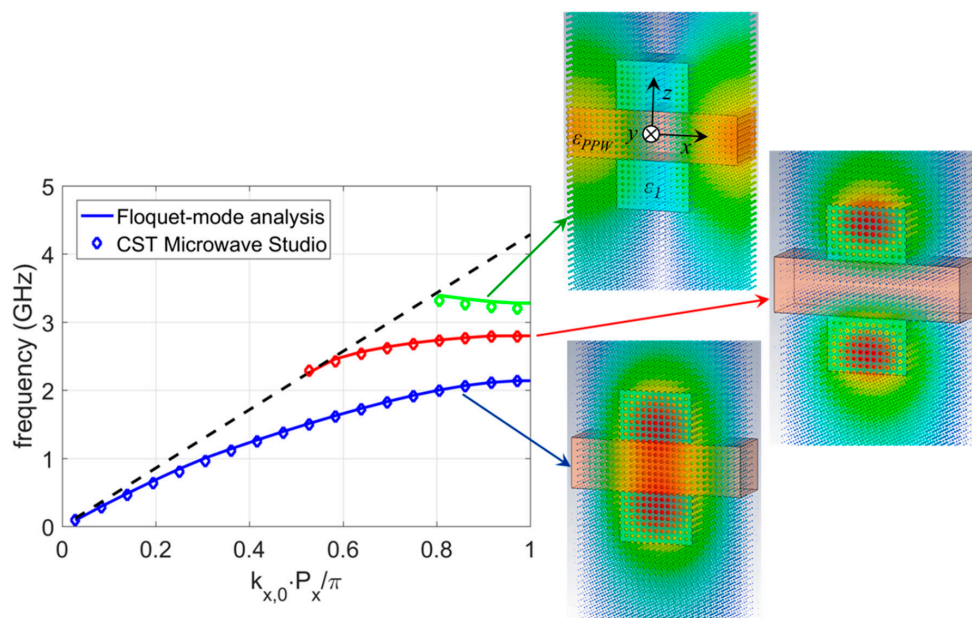 z
y
x
ε_PPW
ε_1
5
4
3
2
1
0
frequency (GHz)
Floquet-mode analysis
CST Microwave Studio
0 0.2 0.4 0.6 0.8 1
k_{x,0}·P_x/π